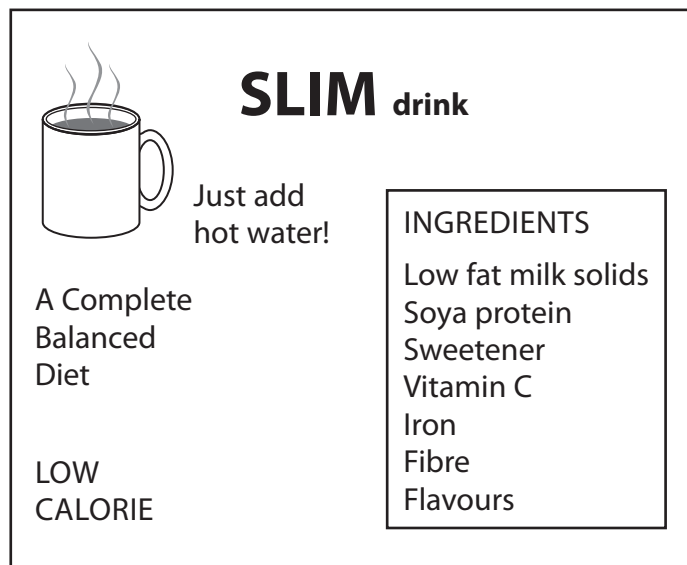 SLIM drink
Just add
hot water!
A Complete
Balanced
Diet
LOW
CALORIE
INGREDIENTS
Low fat milk solids
Soya protein
Sweetener
Vitamin C
Iron
Fibre
Flavours